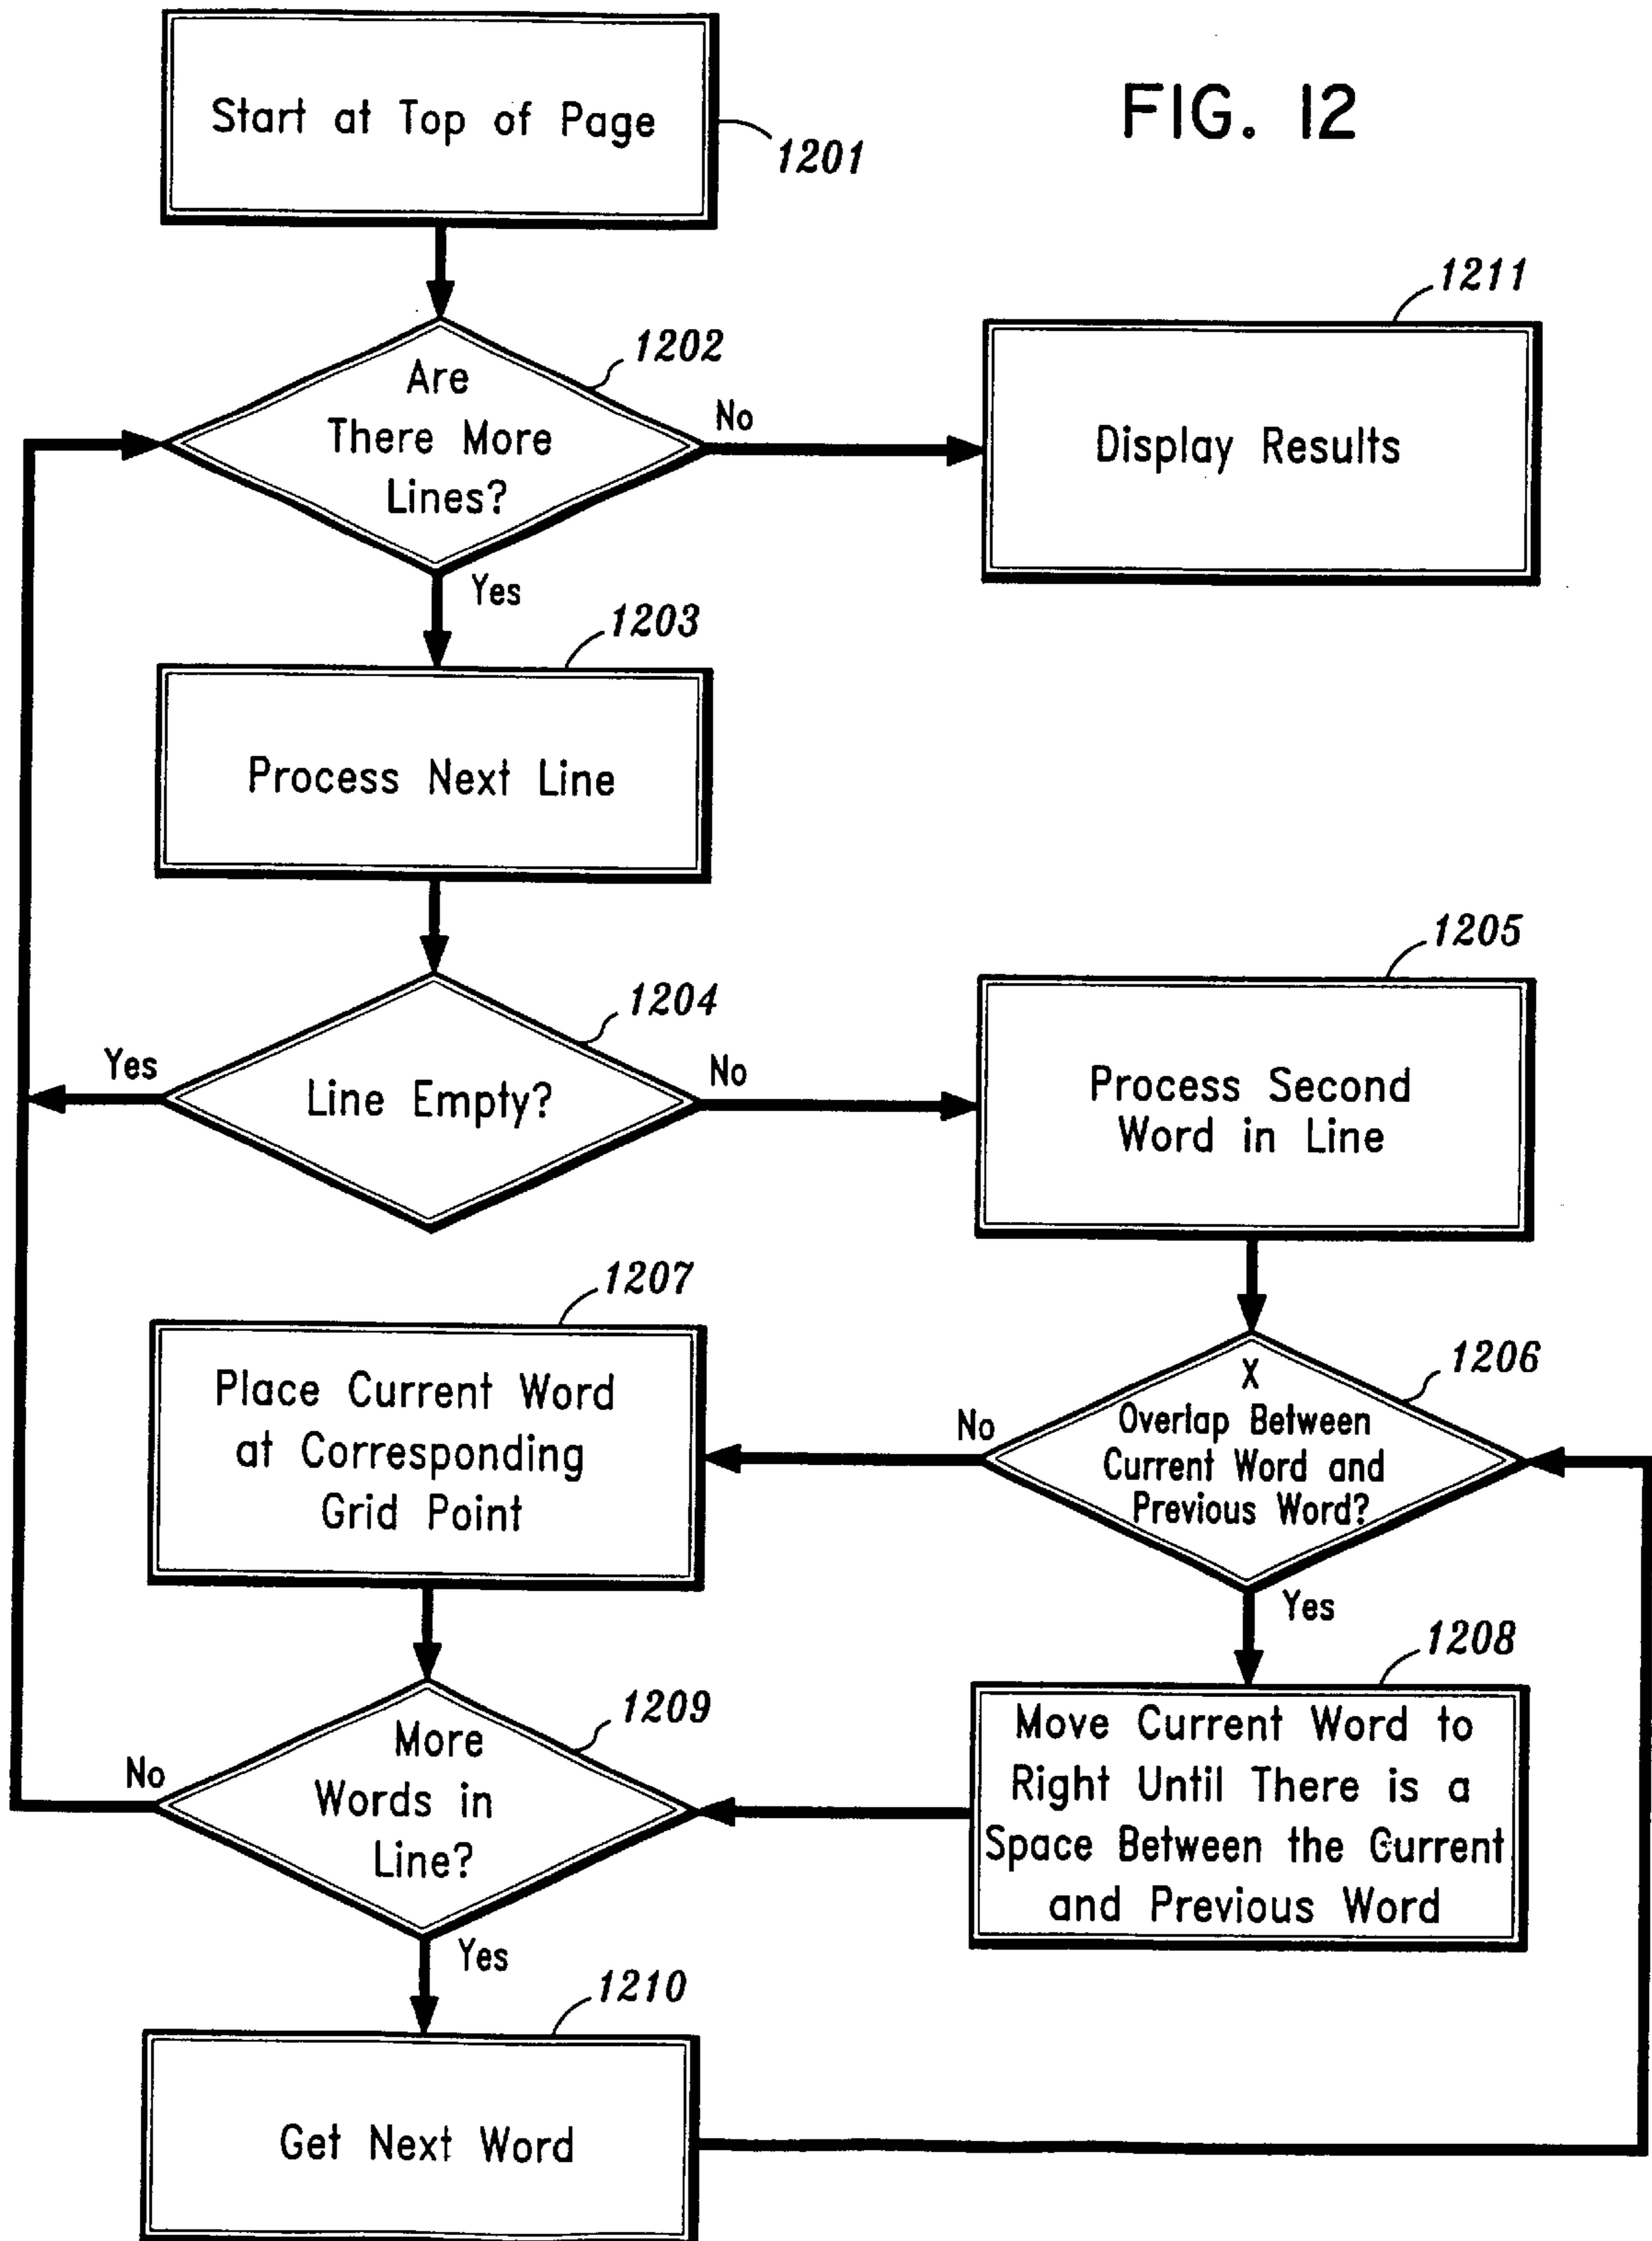 FIG. 12
Start at Top of Page
1201
1211
1202
Are
There More
Lines?
No
Display Results
Yes
1203
Process Next Line
1205
1204
Yes
Line Empty?
No
Process Second
Word in Line
1207
1206
Place Current Word
at Corresponding
Grid Point
No
X
Overlap Between
Current Word and
Previous Word?
Yes
1208
1209
No
More
Words in
Line?
Move Current Word to
Right Until There is a
Space Between the Current
and Previous Word
Yes
1210
Get Next Word